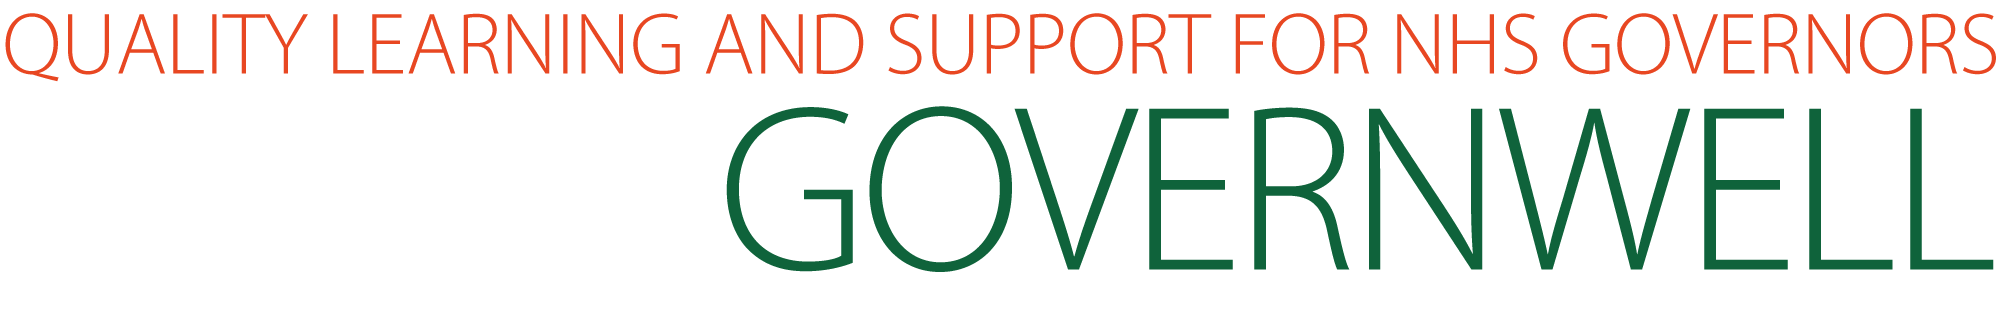 QUALITY LEARNING AND SUPPORT FOR NHS GOVERNORS
GOVERNWELL